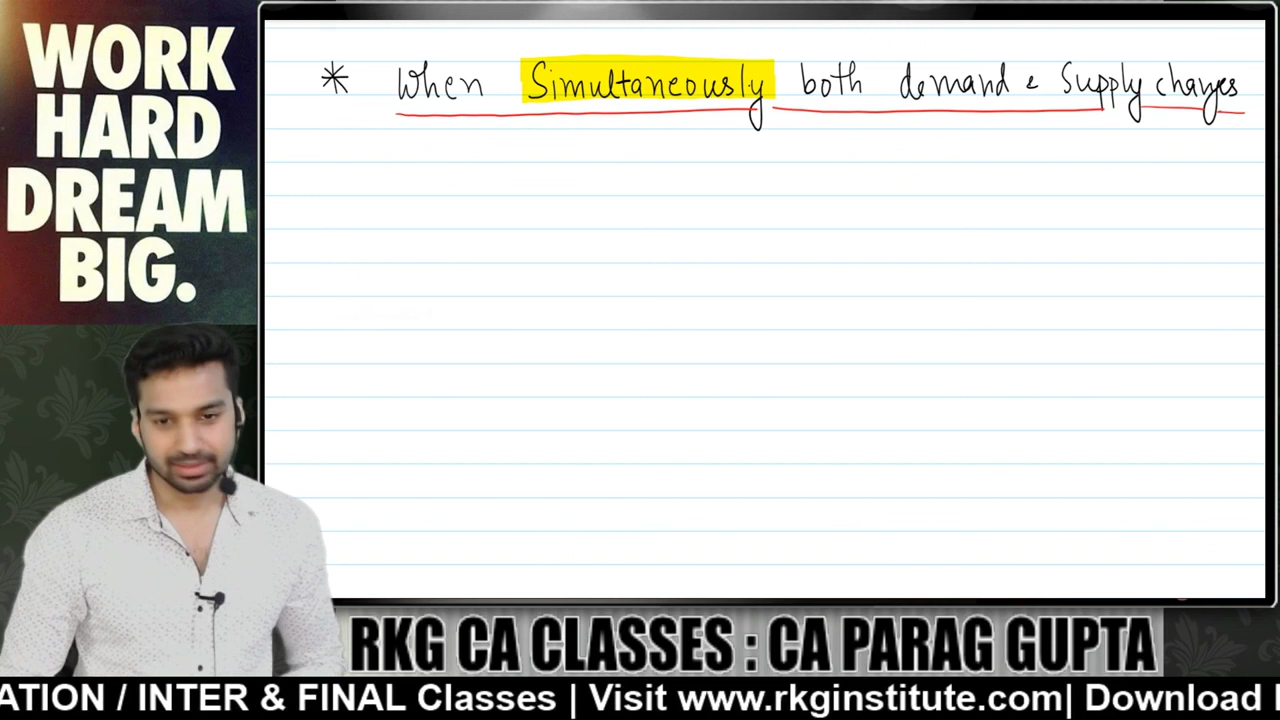 WORK
HARD
DREAM
BIG.
* When Simultaneously both demand & Supply changes
RKG CA CLASSES : CA PARAG GUPTA
ATION / INTER & FINAL Classes | Visit www.rkginstitute.com| Download